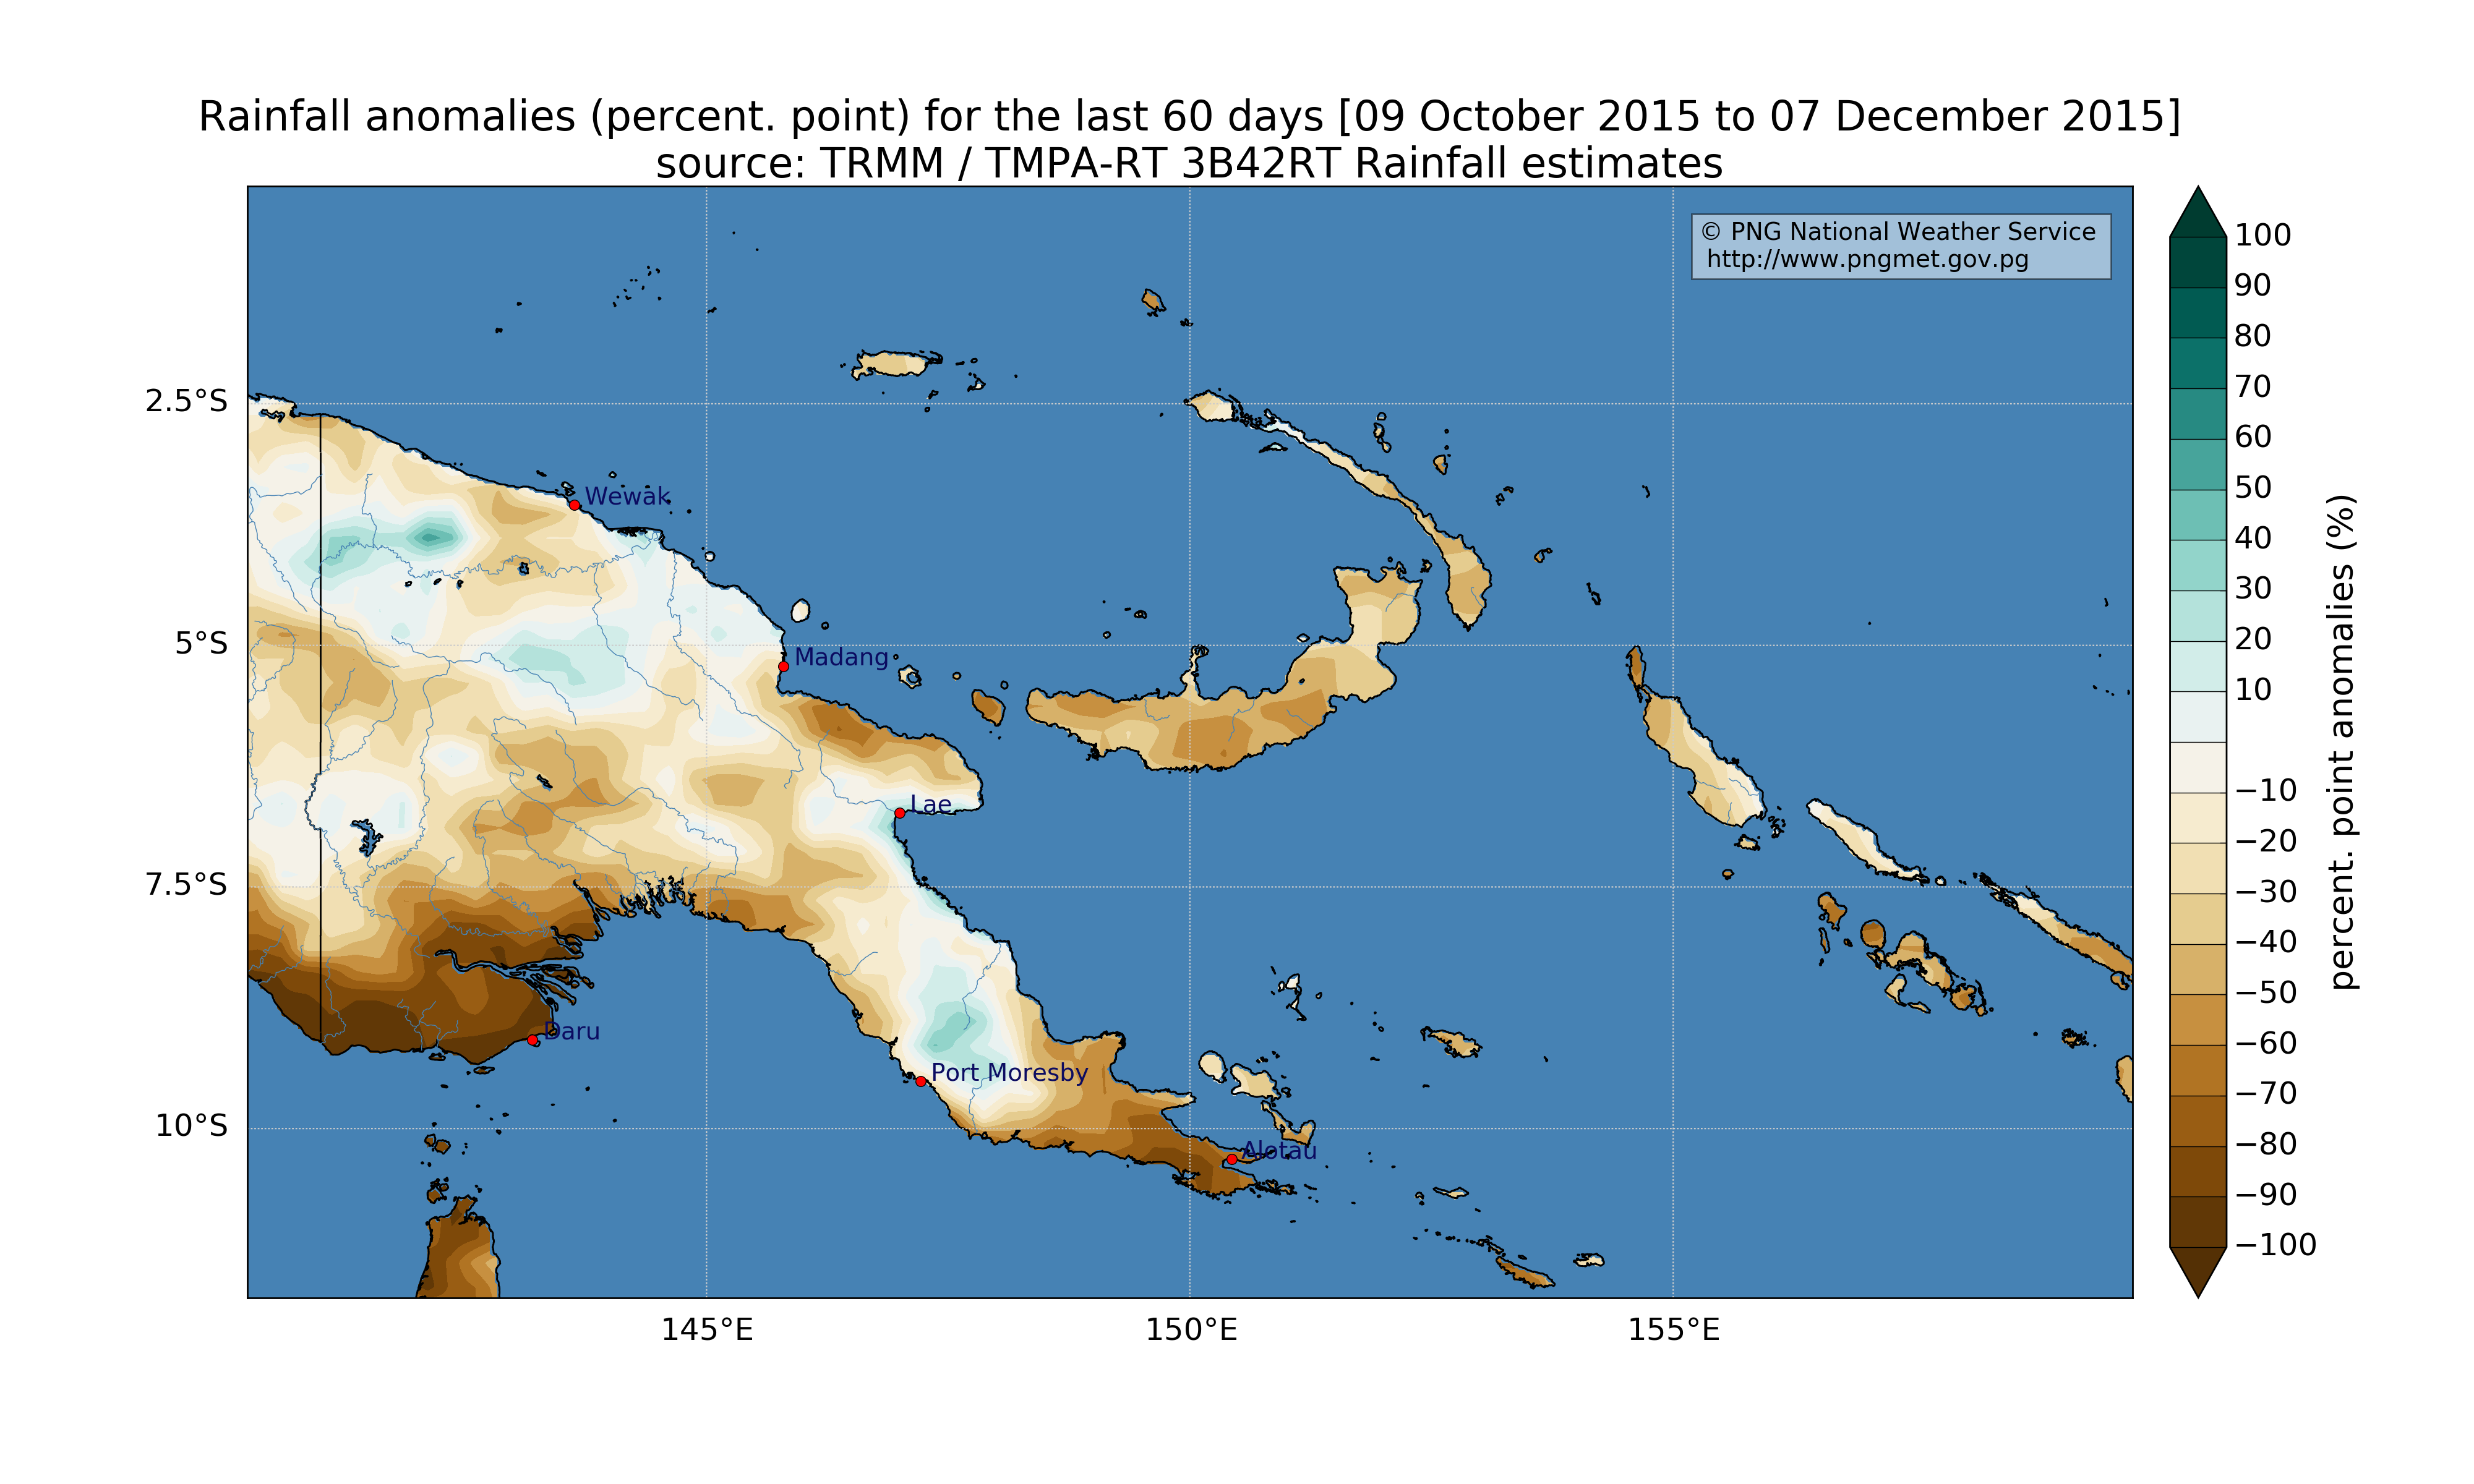 Rainfall anomalies (percent. point) for the last 60 days [09 October 2015 to 07 December 2015]
source: TRMM / TMPA-RT 3B42RT Rainfall estimates
© PNG National Weather Service
http://www.pngmet.gov.pg
2.5°S
5°S
7.5°S
10°S
Wewak
Madang
Lae
Daru
Port Moresby
Alotau
145°E
150°E
155°E
100
90
80
70
60
50
40
30
20
10
−10
−20
−30
−40
−50
−60
−70
−80
−90
−100
percent. point anomalies (%)